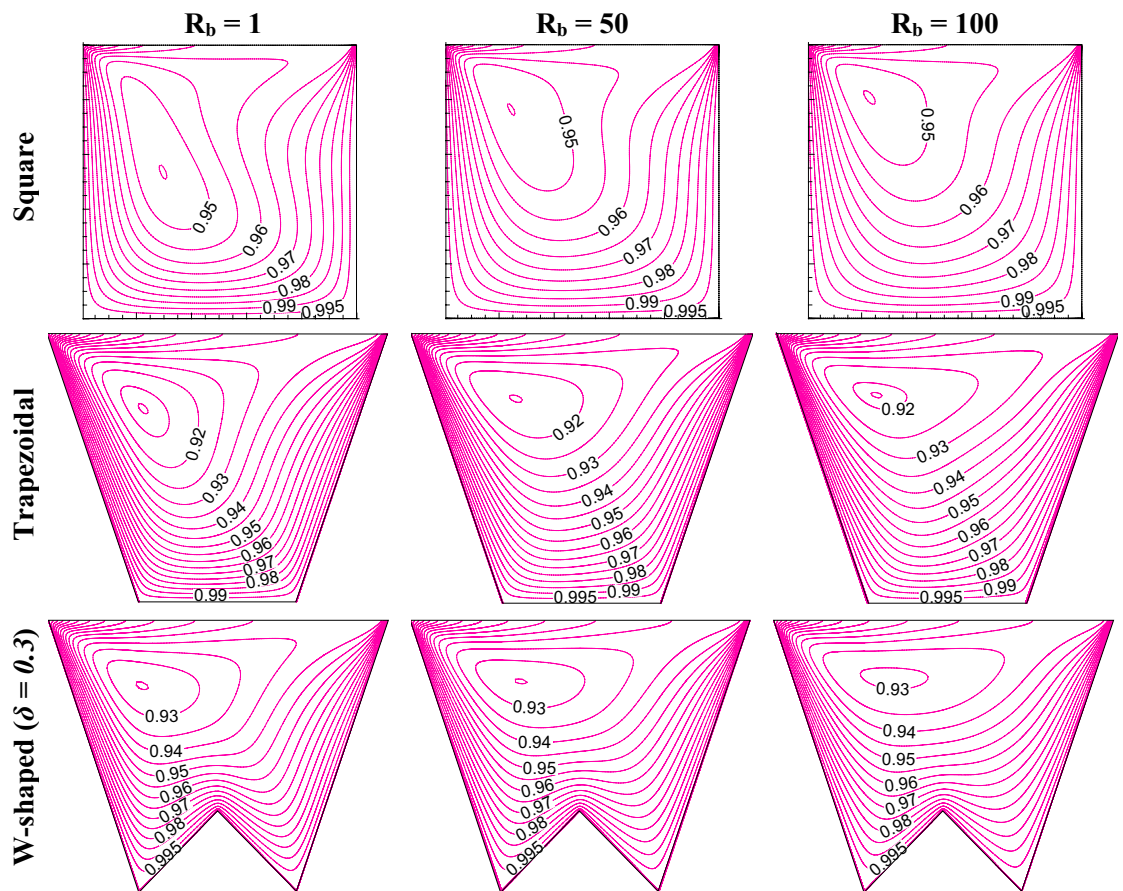 R_b = 1 R_b = 50 R_b = 100
Square
0.95 0.96 0.97 0.98 0.99 0.995
0.95 0.96 0.97 0.98 0.99 0.995
0.95 0.96 0.97 0.98 0.99 0.995
Trapezoidal
0.92 0.93 0.94 0.95 0.96 0.97 0.98 0.99
0.92 0.93 0.94 0.95 0.96 0.97 0.98 0.99 0.995
0.92 0.93 0.94 0.95 0.96 0.97 0.98 0.99 0.995
W-shaped (δ = 0.3)
0.93 0.94 0.95 0.96 0.97 0.98 0.995
0.93 0.94 0.95 0.96 0.97 0.98 0.995
0.93 0.94 0.95 0.96 0.97 0.98 0.995